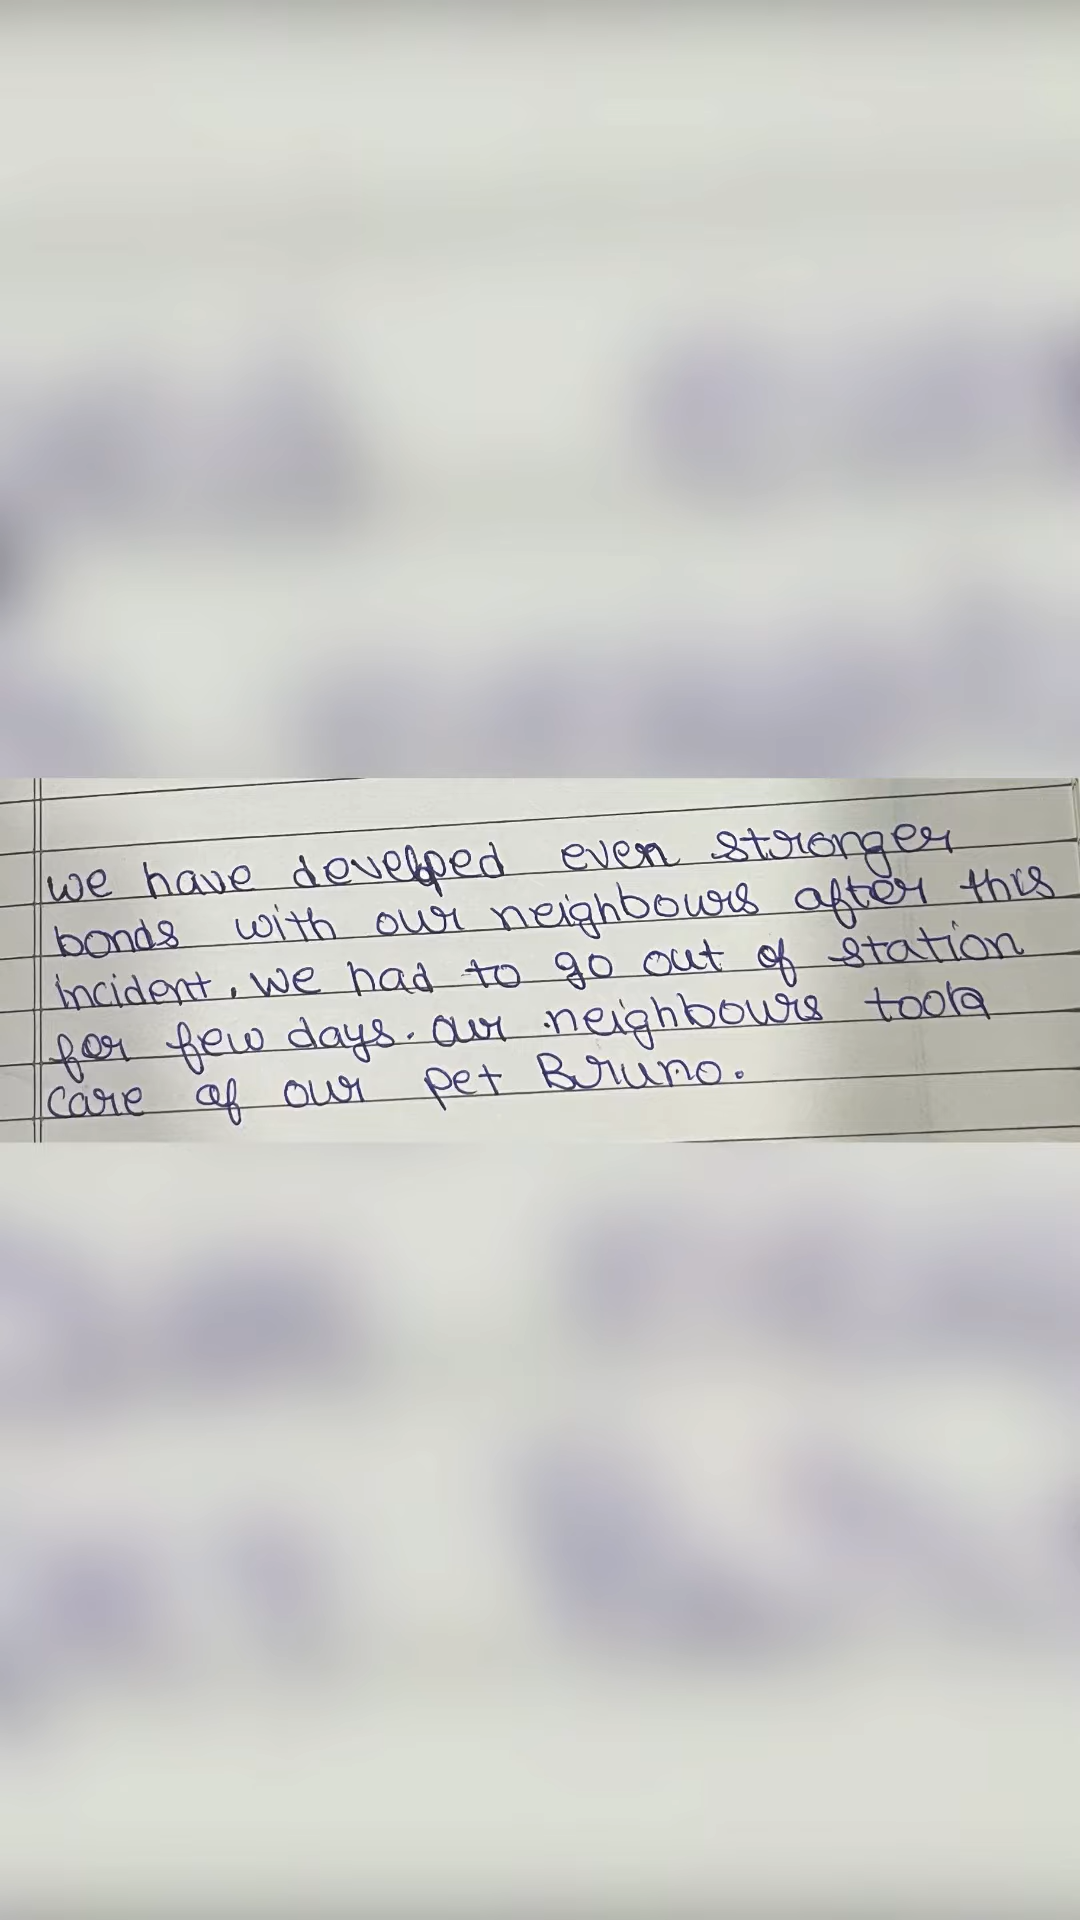 we have developed even stronger
bonds with our neighbours after this
incident. we had to go out of station
for few days. our neighbours took
care of our pet Bruno.